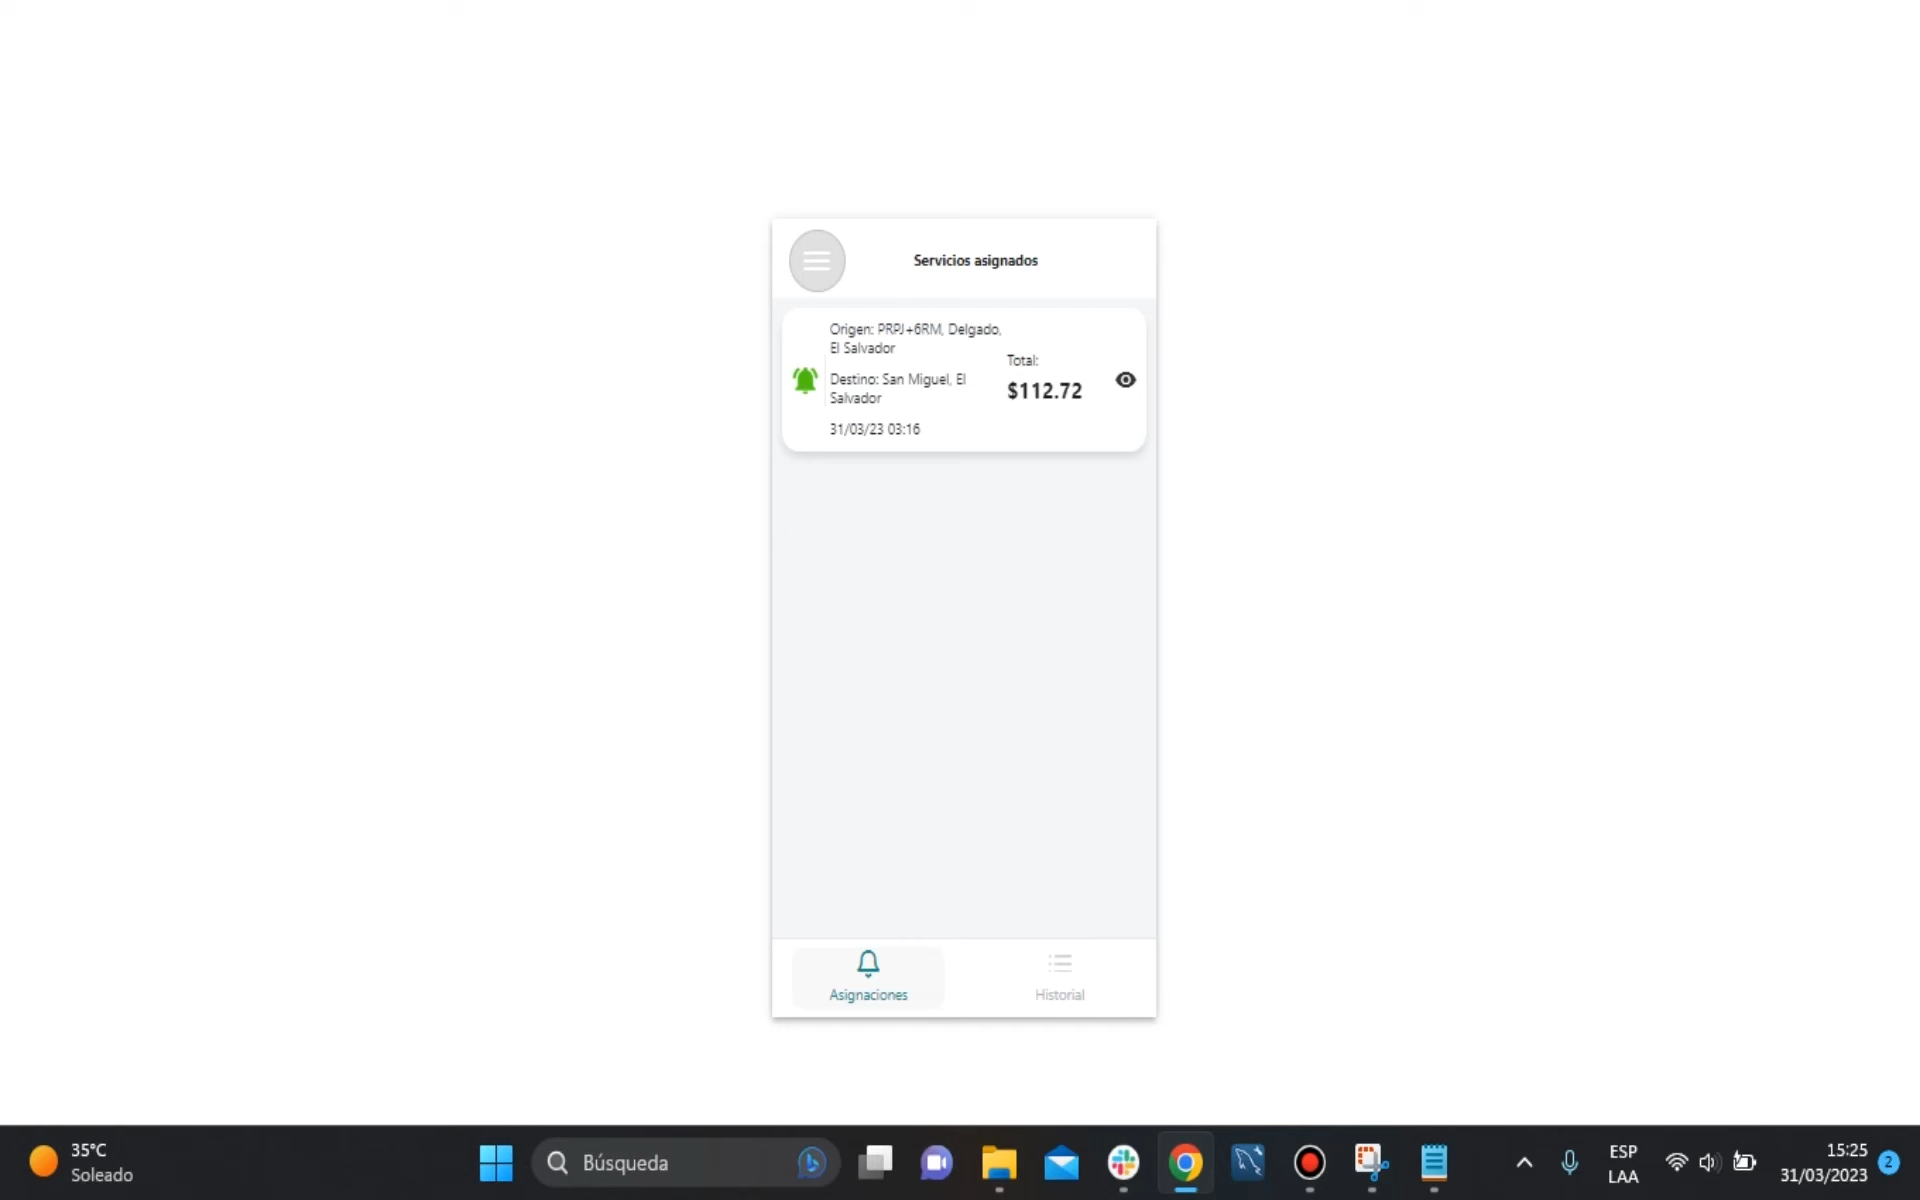 Servicios asignados
Origen: PRPJ+6RM, Delgado,
El Salvador
Destino: San Miguel, El
Salvador
31/03/23 03:16
Total:
$112.72
Asignaciones
Historial
35°C
Soleado
Búsqueda
ESP
LAA
15:25
31/03/2023
2